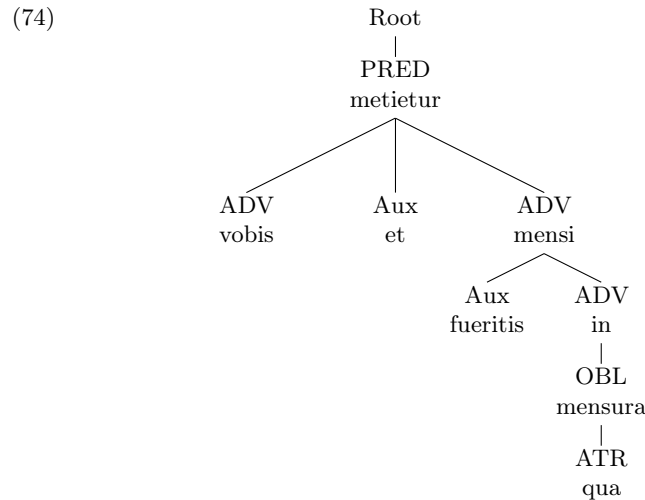 (74)
Root
PRED
metietur
ADV Aux ADV
vobis et mensi
Aux ADV
fueritis in
OBL
mensura
ATR
qua